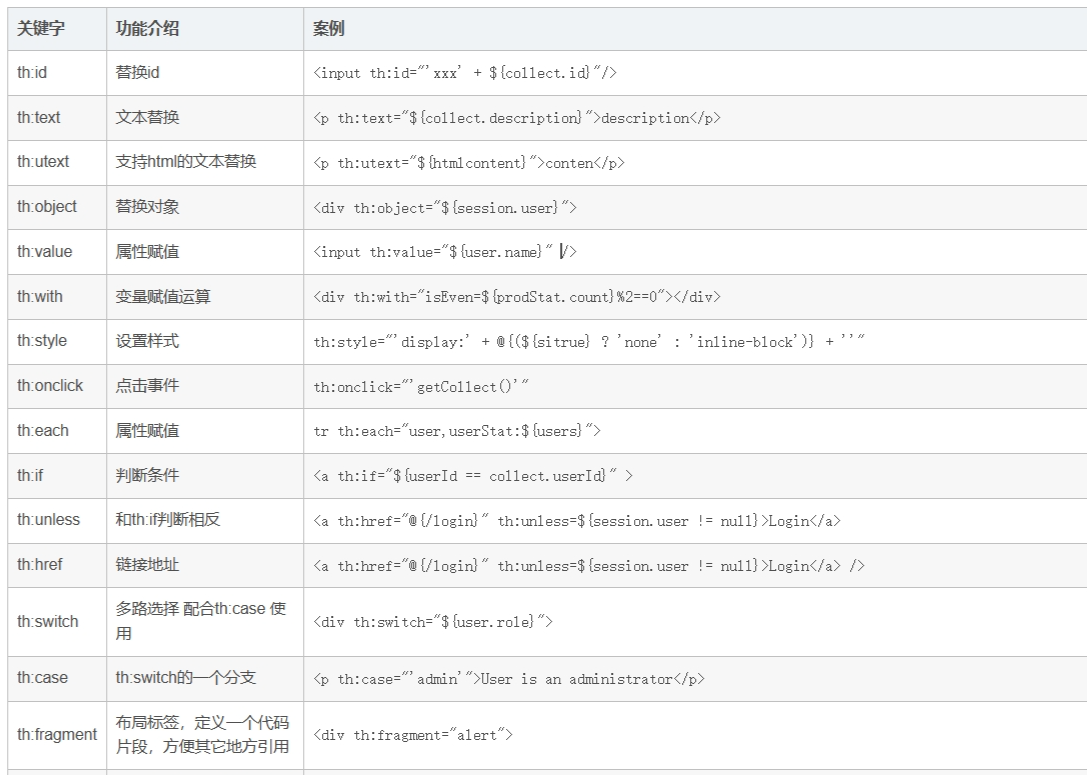 关键字 功能介绍 案例
th:id 替换id <input th:id="'xxx' + ${collect.id}"/>
th:text 文本替换 <p th:text="${collect.description}">description</p>
th:utext 支持html的文本替换 <p th:utext="${htmlcontent}">conten</p>
th:object 替换对象 <div th:object="${session.user}">
th:value 属性赋值 <input th:value="${user.name}" />
th:with 变量赋值运算 <div th:with="isEven=${prodStat.count}%2==0"></div>
th:style 设置样式 th:style="'display:' + @{(${sitrue} ? 'none' : 'inline-block')} + ''"
th:onclick 点击事件 th:onclick="'getCollect()'"
th:each 属性赋值 tr th:each="user,userStat:${users}">
th:if 判断条件 <a th:if="${userId == collect.userId}" >
th:unless 和th:if判断相反 <a th:href="@{/login}" th:unless=${session.user != null}>Login</a>
th:href 链接地址 <a th:href="@{/login}" th:unless=${session.user != null}>Login</a> />
th:switch 多路选择 配合th:case 使
用 <div th:switch="${user.role}">
th:case th:switch的一个分支 <p th:case="'admin'">User is an administrator</p>
th:fragment 布局标签，定义一个代码
片段，方便其它地方引用 <div th:fragment="alert">